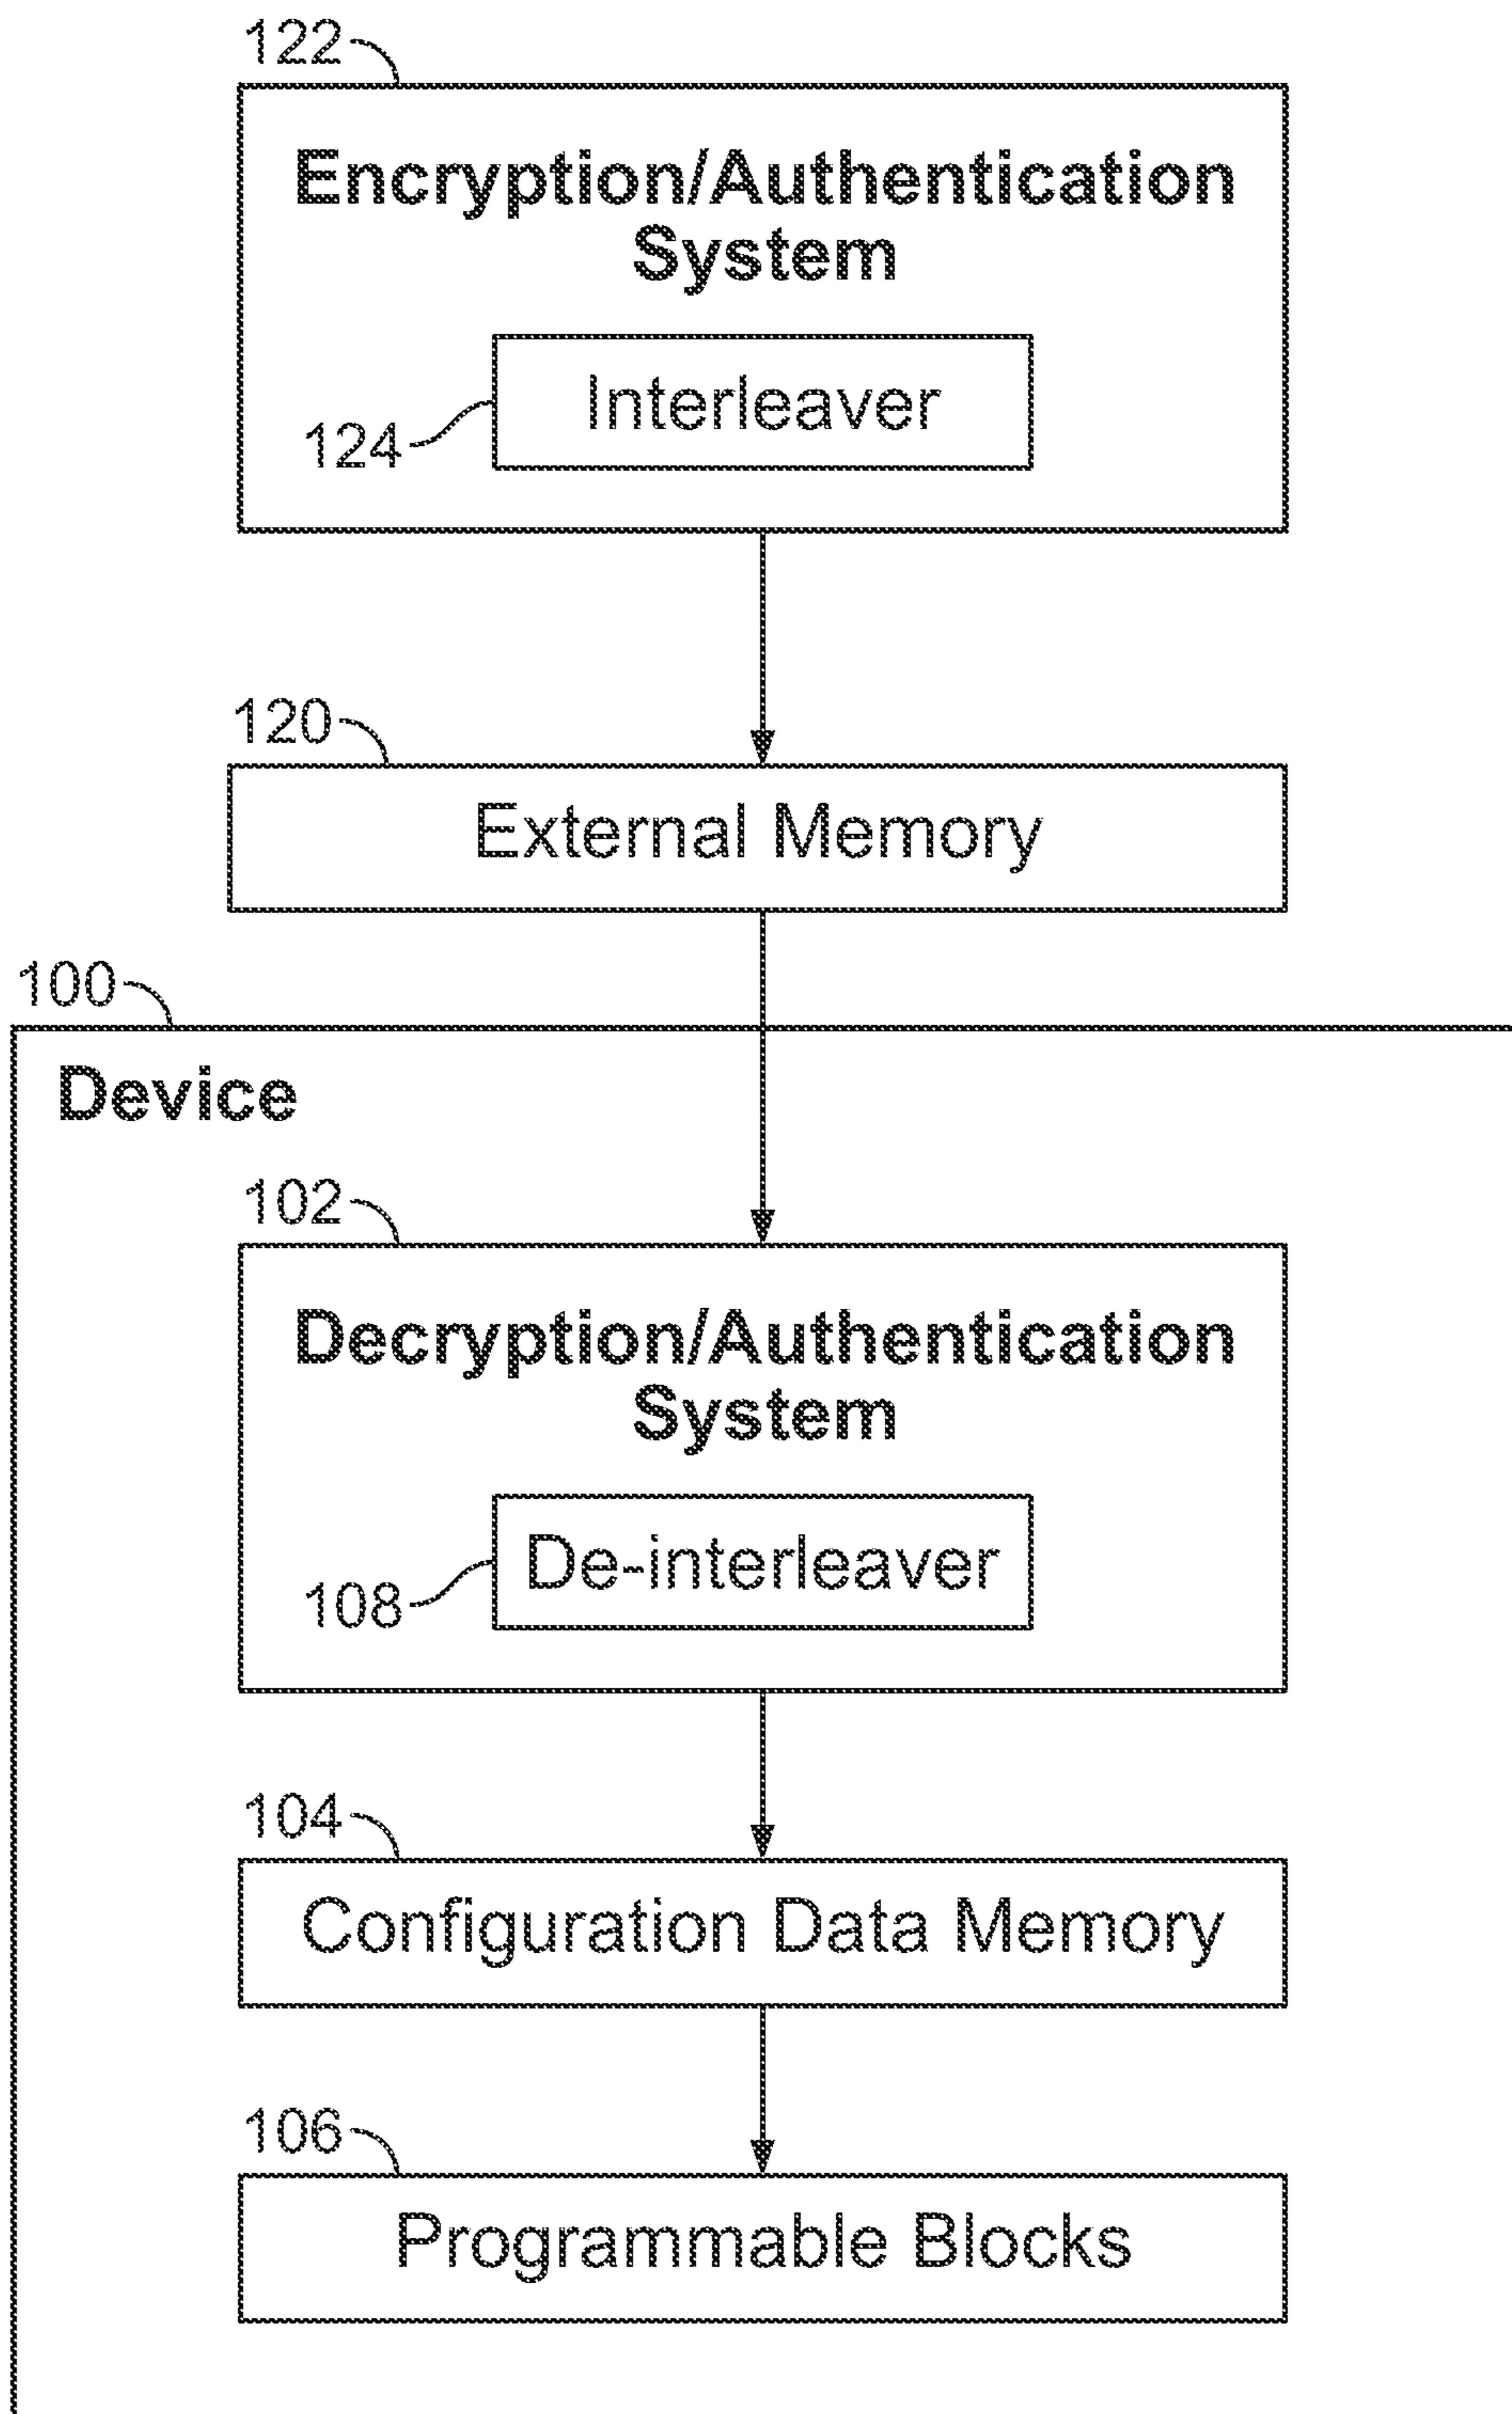 122
Encryption/Authentication
System
Interleaver
124
120
External Memory
100
Device
102
Decryption/Authentication
System
De-interleaver
108
104
Configuration Data Memory
106
Programmable Blocks